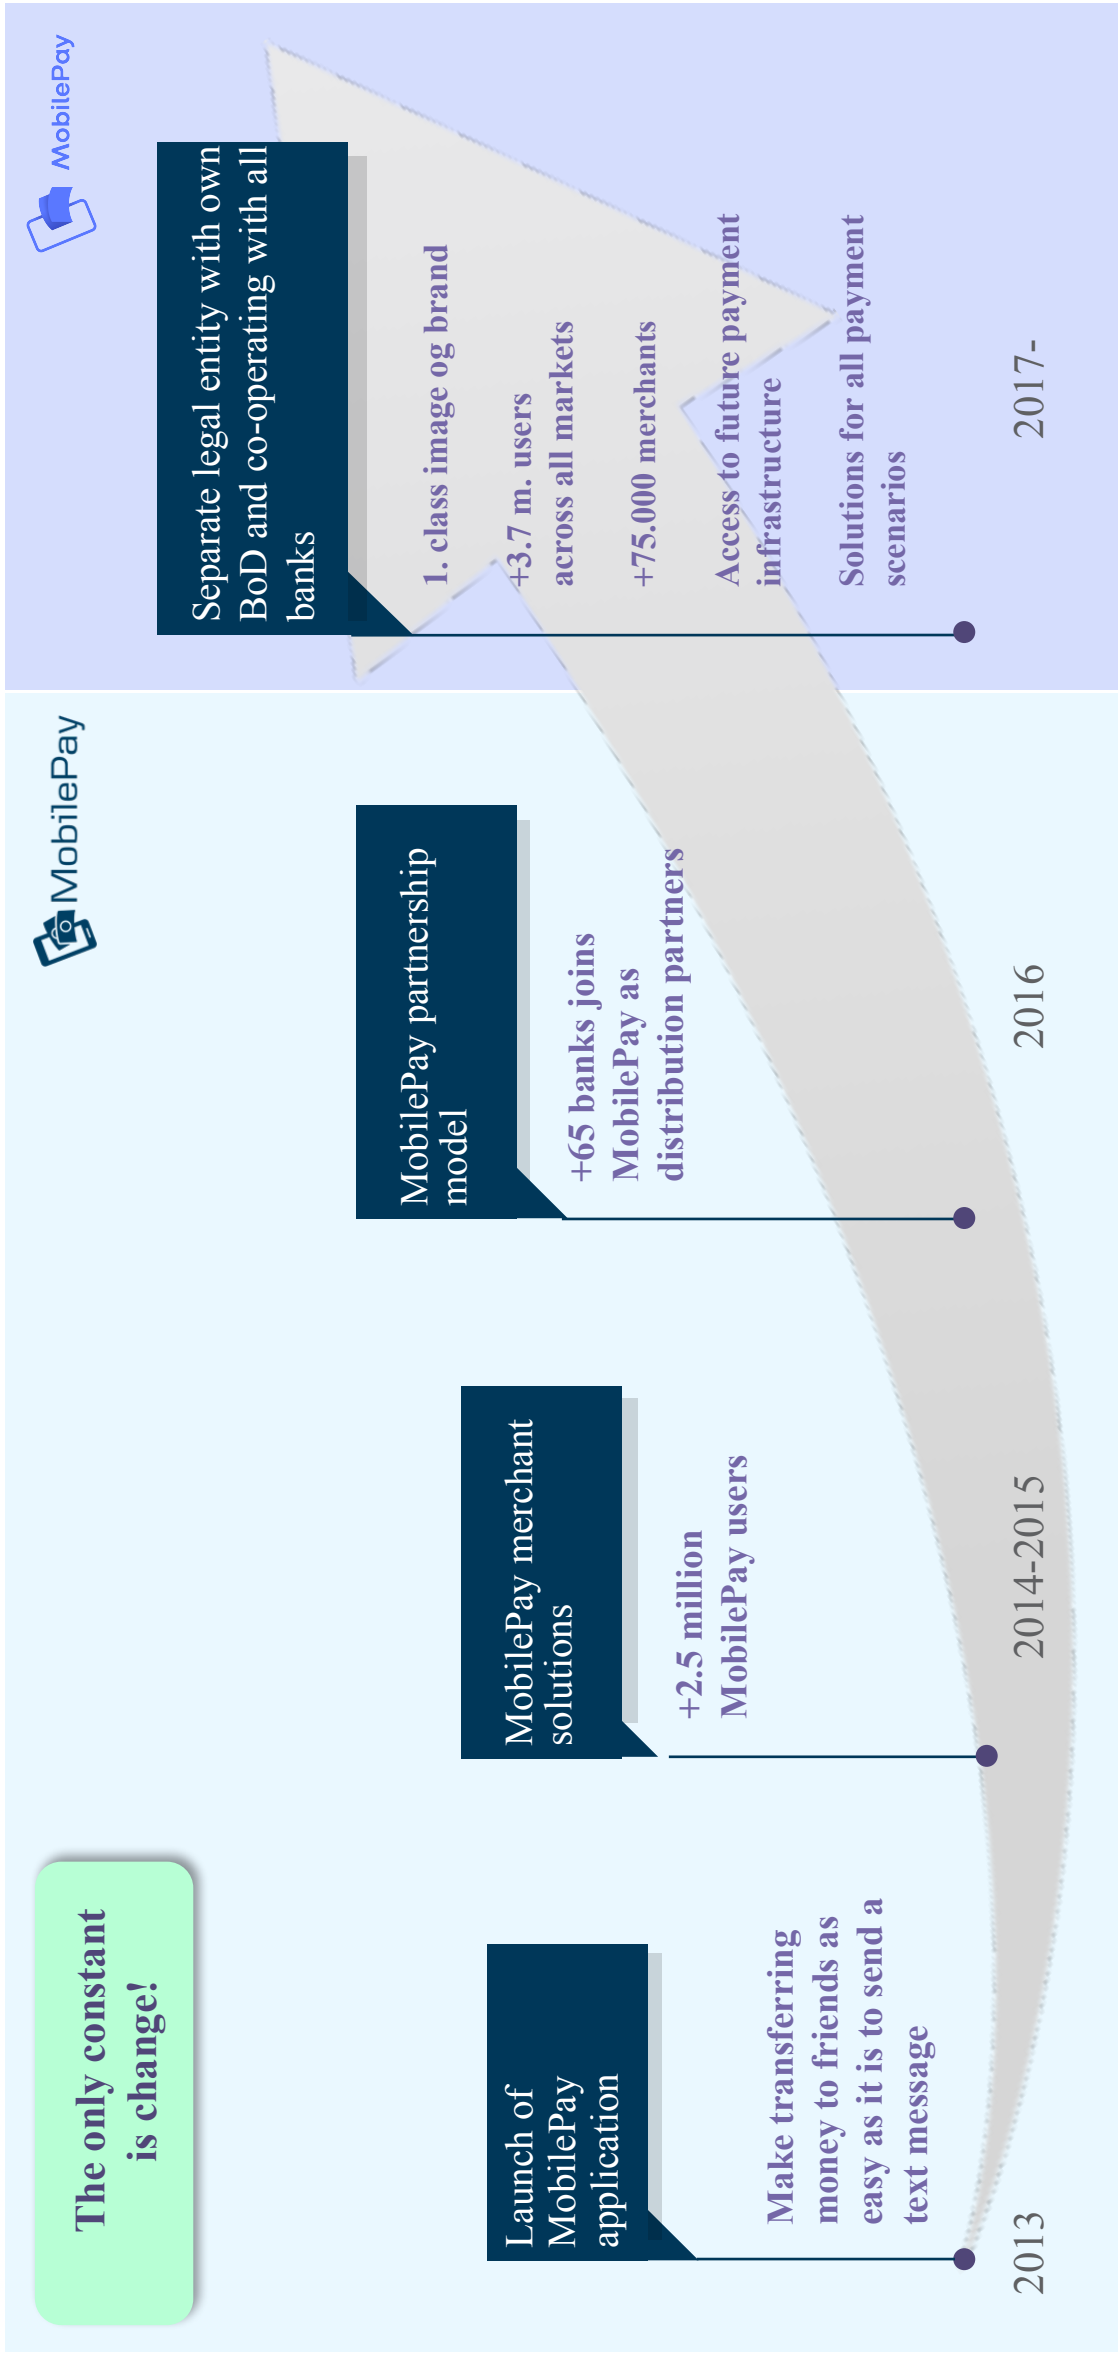 The only constant
is change!
MobilePay
MobilePay
Launch of
MobilePay
application
Make transferring
money to friends as
easy as it is to send a
text message
2013
MobilePay merchant
solutions
+2.5 million
MobilePay users
2014-2015
MobilePay partnership
model
+65 banks joins
MobilePay as
distribution partners
2016
Separate legal entity with own
BoD and co-operating with all
banks
1. class image og brand
+3.7 m. users
across all markets
+75.000 merchants
Access to future payment
infrastructure
Solutions for all payment
scenarios
2017-